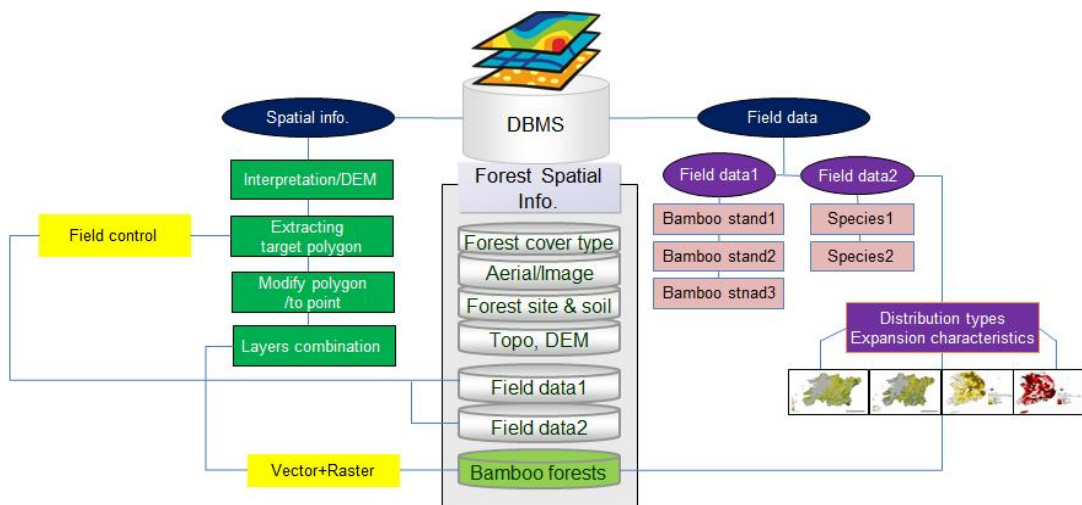 DBMS
Spatial info.
Field data
Interpretation/DEM
Extracting
target polygon
Modify polygon
/to point
Layers combination
Field control
Vector+Raster
Forest Spatial
Info.
Forest cover type
Aerial/Image
Forest site & soil
Topo, DEM
Field data1
Field data2
Bamboo forests
Field data1
Field data2
Bamboo stand1
Bamboo stand2
Bamboo stnad3
Species1
Species2
Distribution types
Expansion characteristics